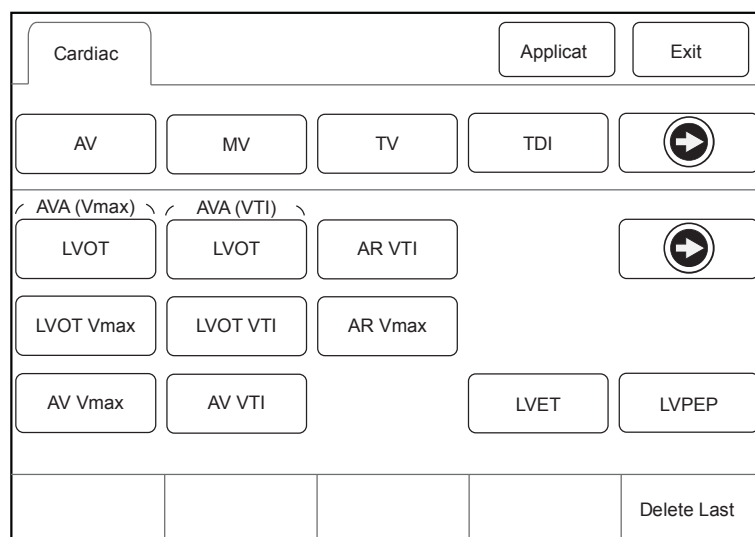 Cardiac
Applicat
Exit
AV
MV
TV
TDI
AVA (Vmax)
AVA (VTI)
LVOT
LVOT
AR VTI
LVOT Vmax
LVOT VTI
AR Vmax
AV Vmax
AV VTI
LVET
LVPEP
Delete Last